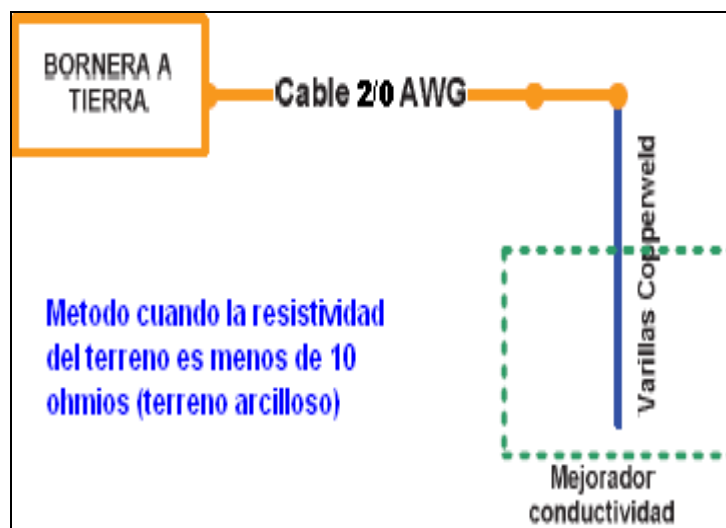 BORNERA A
TIERRA
Cable 2/0 AWG
Varillas Copperweld
Metodo cuando la resistividad
del terreno es menos de 10
ohmios (terreno arcilloso)
Mejorador
conductividad